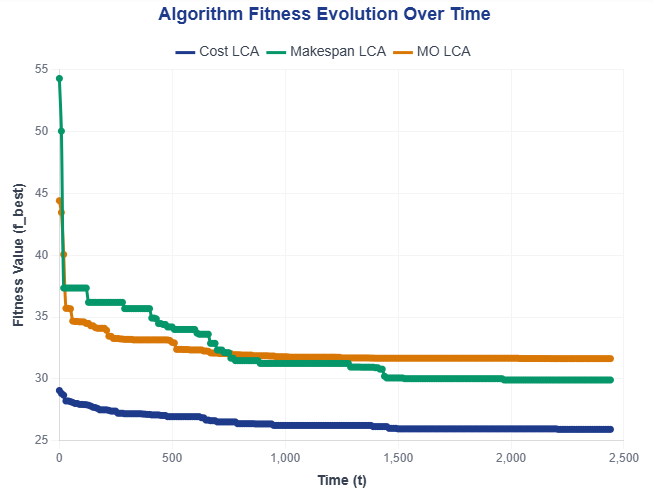 Algorithm Fitness Evolution Over Time
Cost LCA Makespan LCA MO LCA
Fitness Value (f_best)
55
50
45
40
35
30
25
0 500 1,000 1,500 2,000 2,500
Time (t)